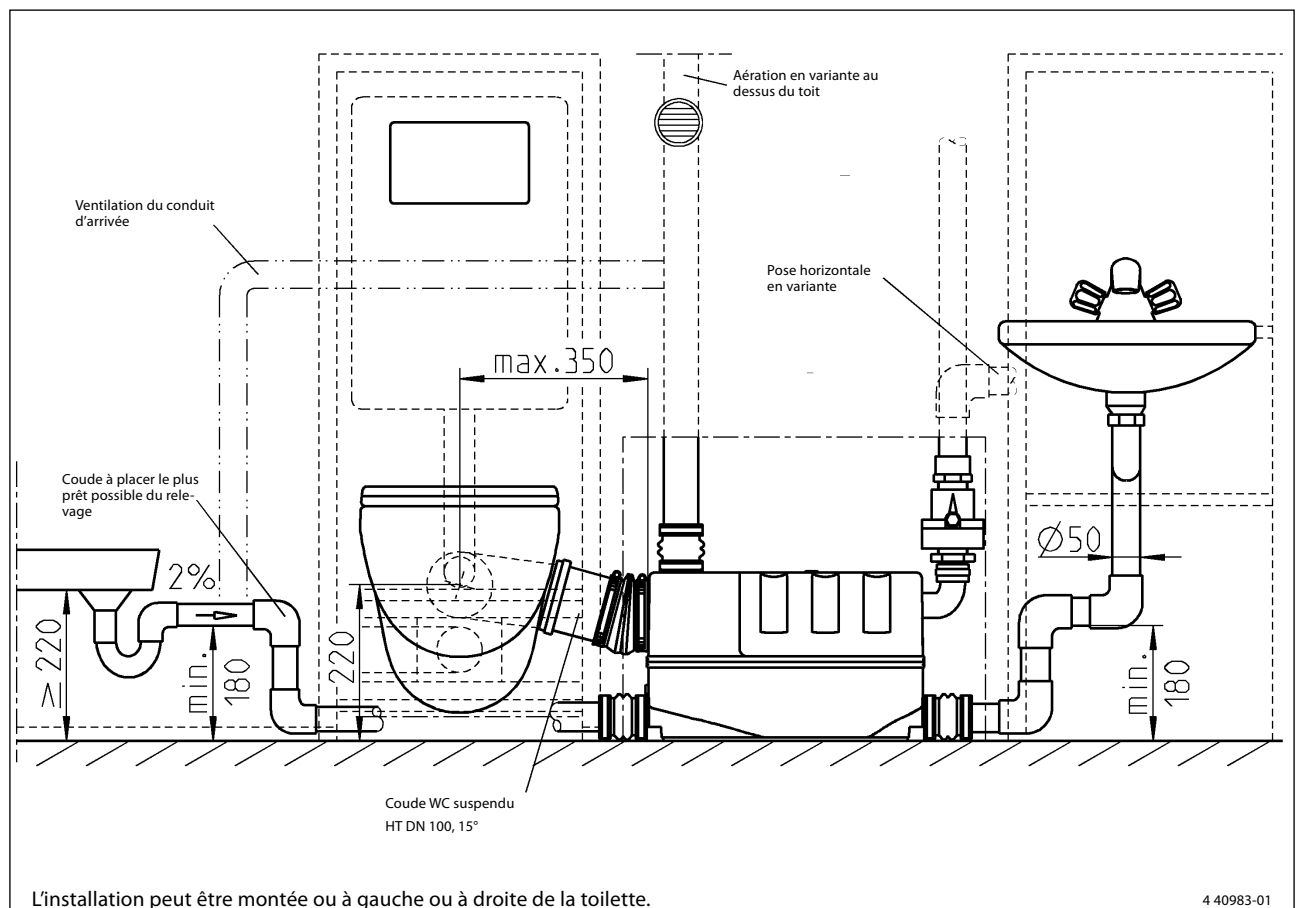 Aération en variante au
dessus du toit
Ventilation du conduit
d'arrivée
Pose horizontale
en variante
max.350
Coude à placer le plus
prêt possible du rele-
vage
Ø50
2%
≥220
min.
180
220
min.
180
Coude WC suspendu
HT DN 100, 15°
L'installation peut être montée ou à gauche ou à droite de la toilette.
4 40983-01